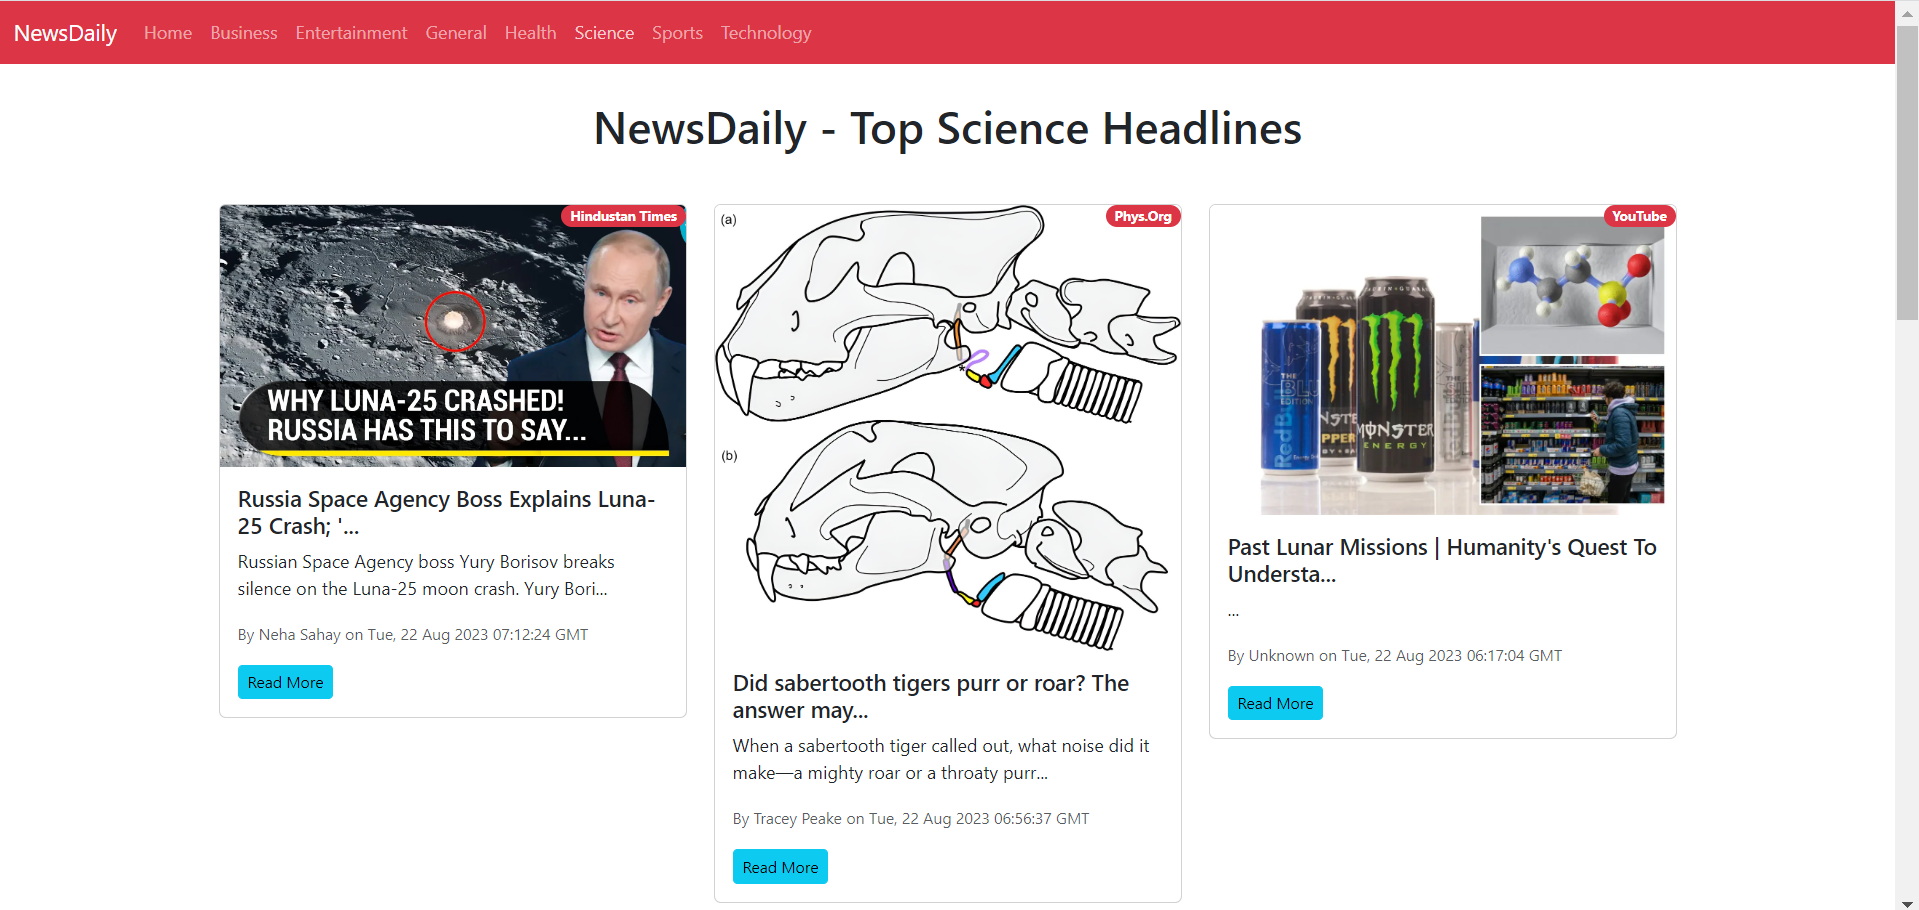 NewsDaily Home Business Entertainment General Health Science Sports Technology
NewsDaily - Top Science Headlines
Hindustan Times
WHY LUNA-25 CRASHED!
RUSSIA HAS THIS TO SAY...
Russia Space Agency Boss Explains Luna-
25 Crash; '...
Russian Space Agency boss Yury Borisov breaks
silence on the Luna-25 moon crash. Yury Bori...
By Neha Sahay on Tue, 22 Aug 2023 07:12:24 GMT
Read More
Phys.Org
(a)
*
(b)
Did sabertooth tigers purr or roar? The
answer may...
When a sabertooth tiger called out, what noise did it
make—a mighty roar or a throaty purr...
By Tracey Peake on Tue, 22 Aug 2023 06:56:37 GMT
Read More
YouTube
RedBull
THE
BLU
EDITION
MONSTER
ENERGY
Past Lunar Missions | Humanity's Quest To
Understa...
...
By Unknown on Tue, 22 Aug 2023 06:17:04 GMT
Read More